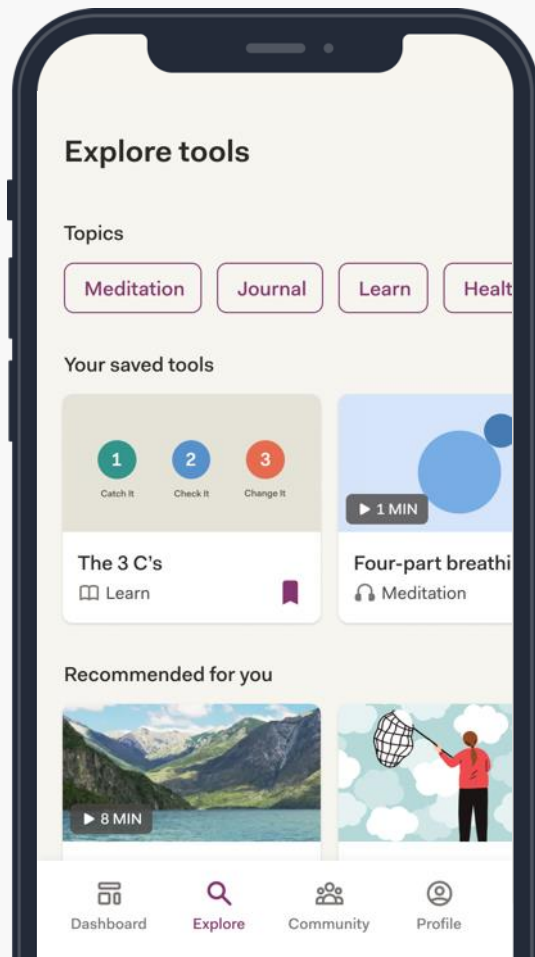 Explore tools
Topics
Meditation Journal Learn Healt
Your saved tools
1 2 3
Catch It Check It Change It
1 MIN
The 3 C's Four-part breathi
Learn Meditation
Recommended for you
8 MIN
Dashboard Explore Community Profile